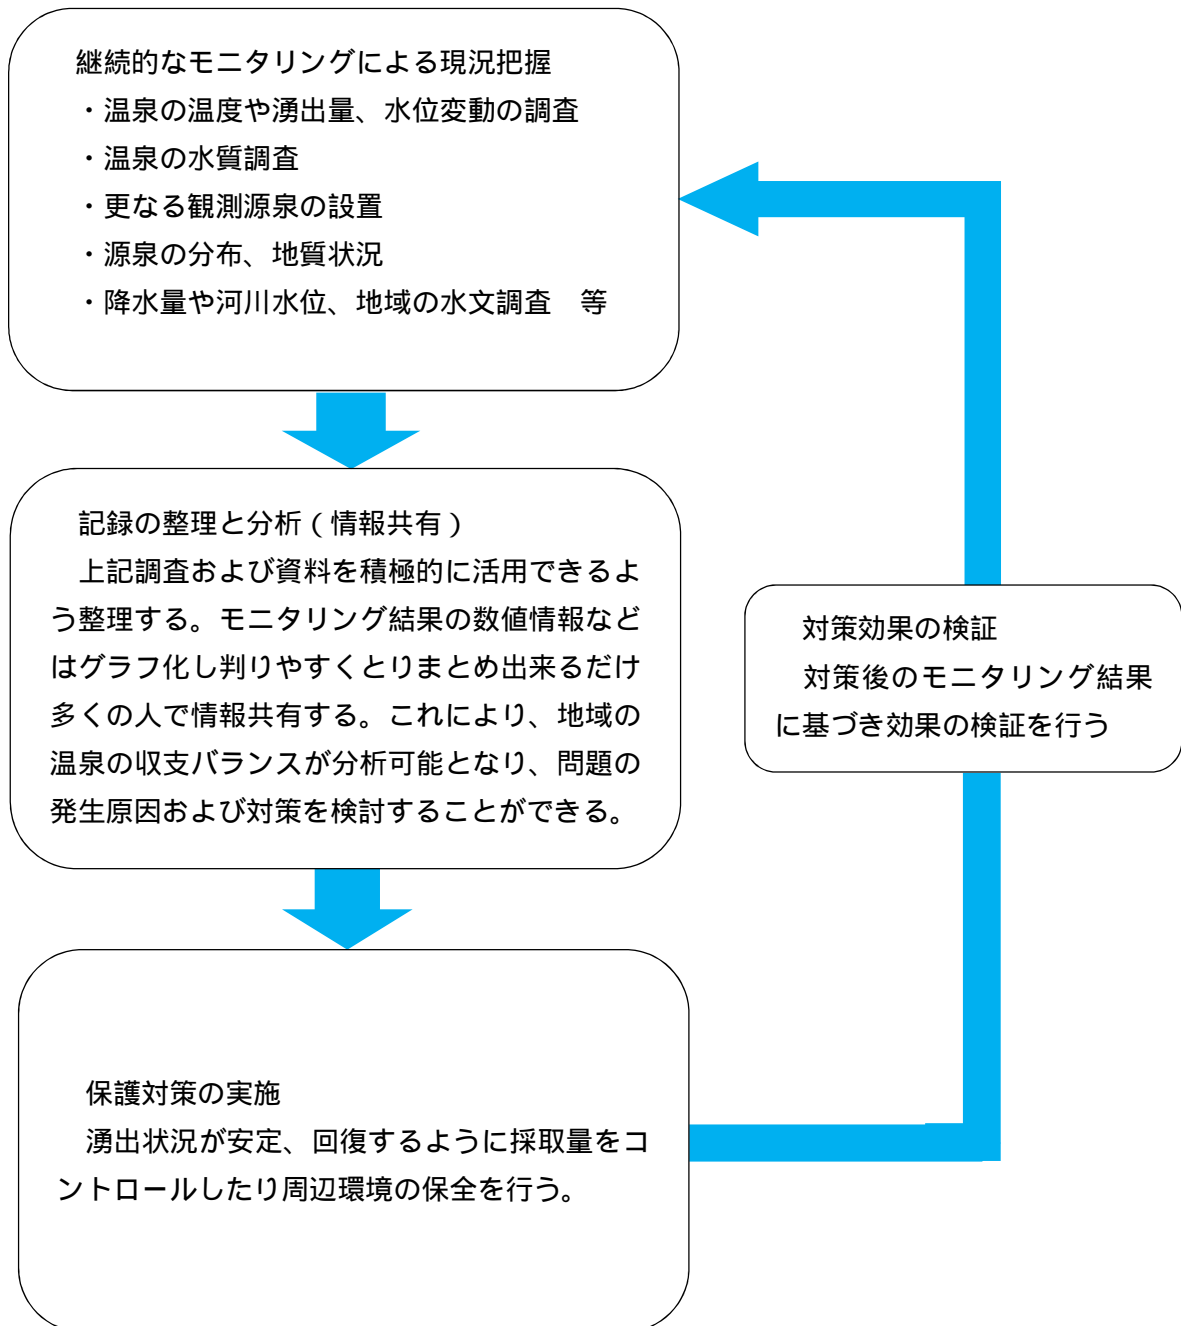 継続的なモニタリングによる現況把握
・温泉の温度や湧出量、水位変動の調査
・温泉の水質調査
・更なる観測源泉の設置
・源泉の分布、地質状況
・降水量や河川水位、地域の水文調査　等
記録の整理と分析（情報共有）
上記調査および資料を積極的に活用できるよ
う整理する。モニタリング結果の数値情報など
はグラフ化し判りやすくとりまとめ出来るだけ
多くの人で情報共有する。これにより、地域の
温泉の収支バランスが分析可能となり、問題の
発生原因および対策を検討することができる。
対策効果の検証
対策後のモニタリング結果
に基づき効果の検証を行う
保護対策の実施
湧出状況が安定、回復するように採取量をコ
ントロールしたり周辺環境の保全を行う。